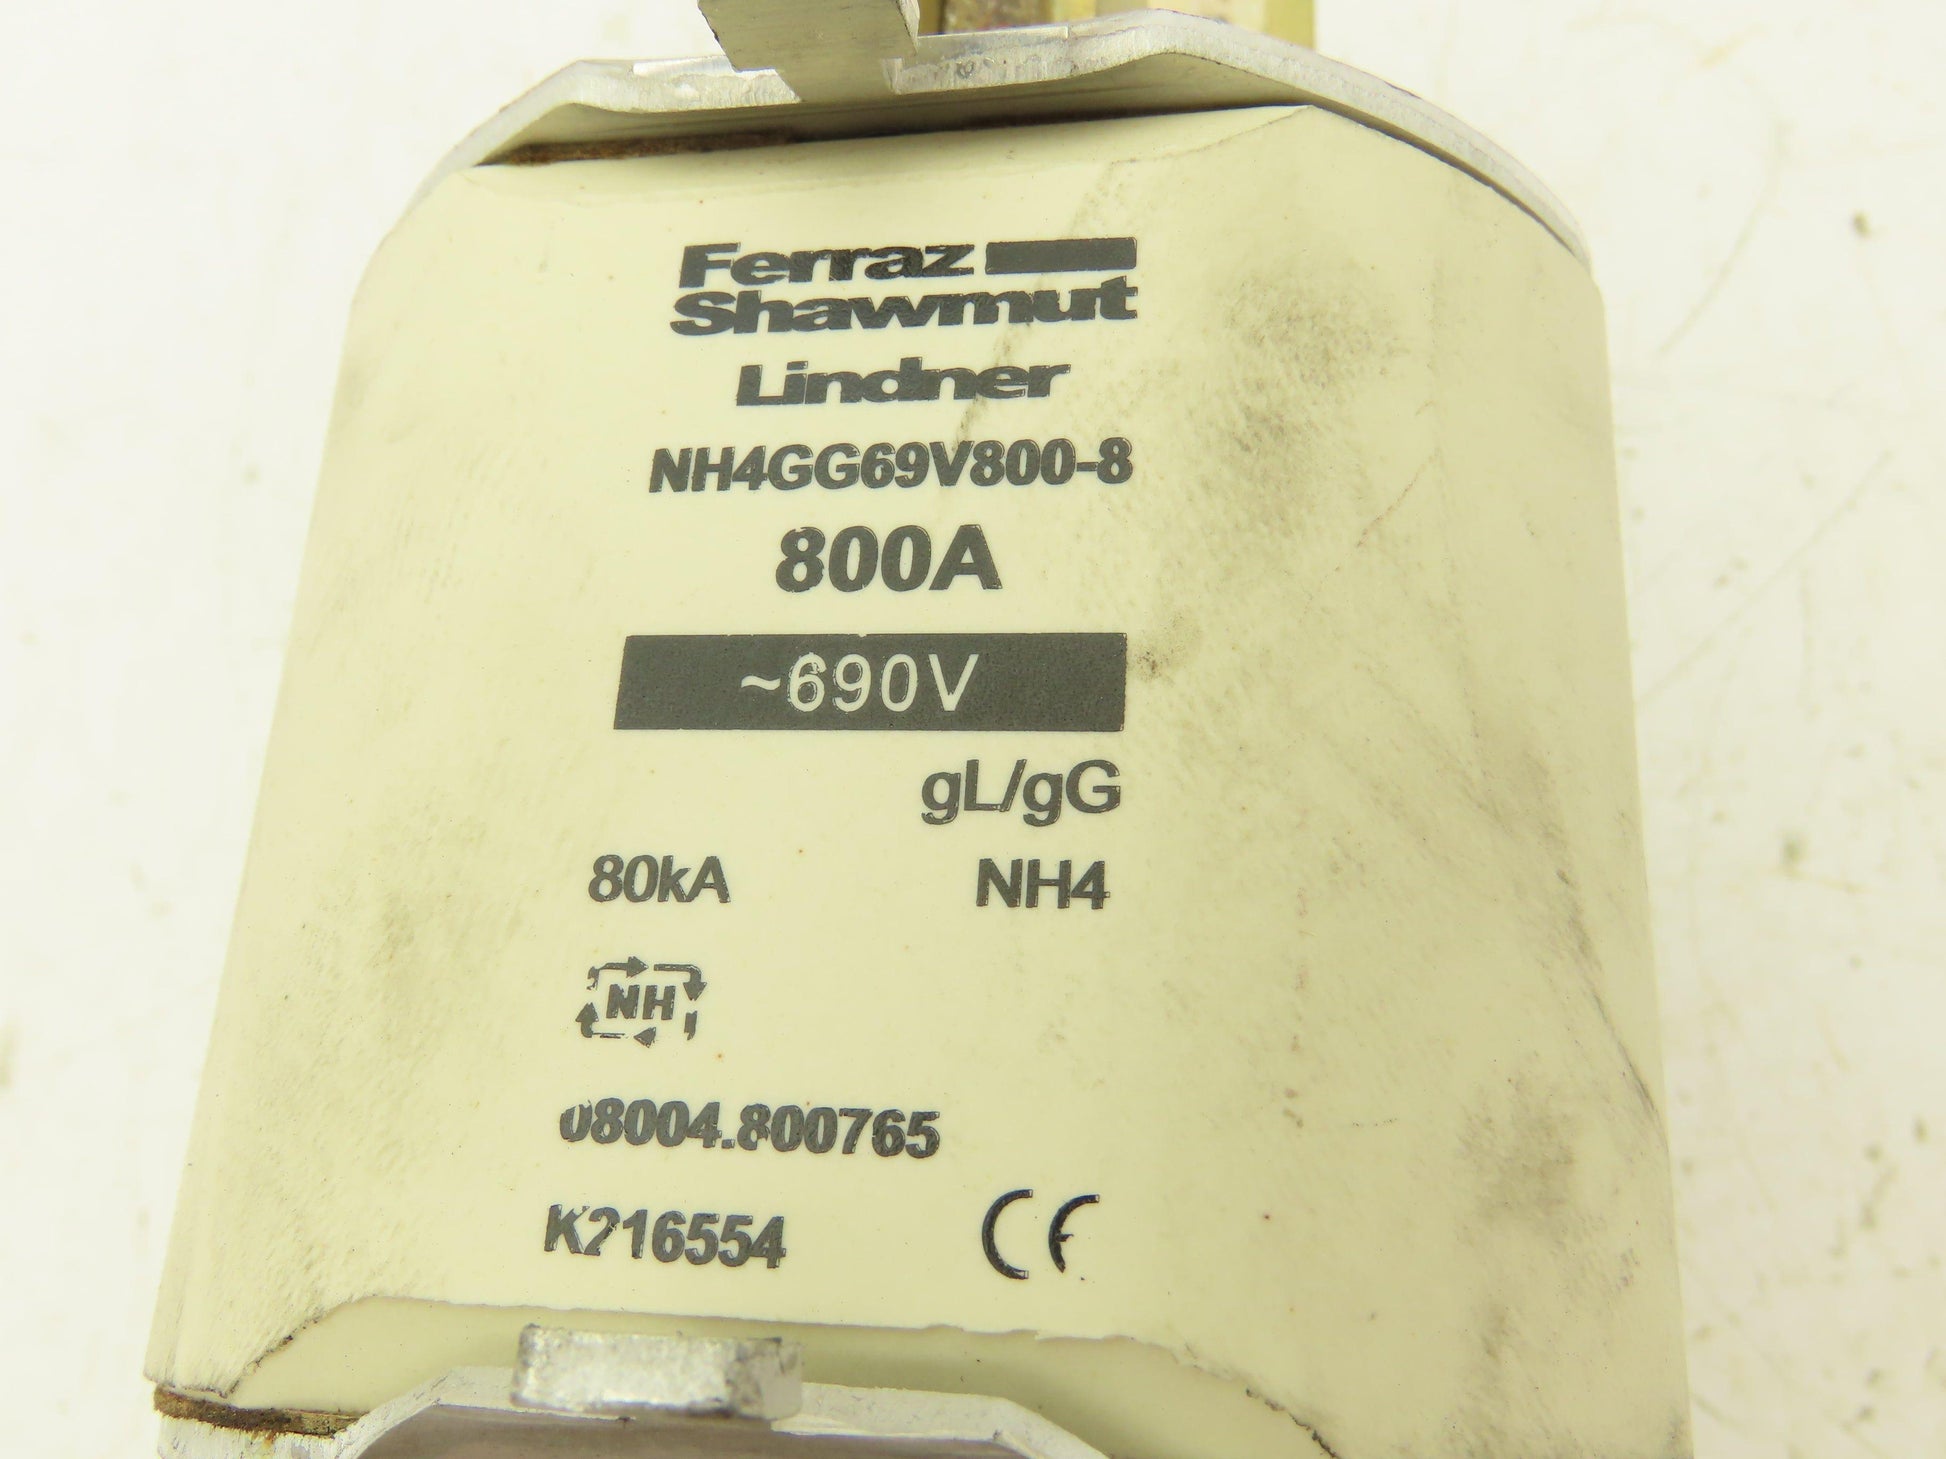 Ferraz
Shawmut
Lindner
NH4GG69V800-8
800A
~690V
gL/gG
80kA NH4
NH
08004.800765
K216554 CE